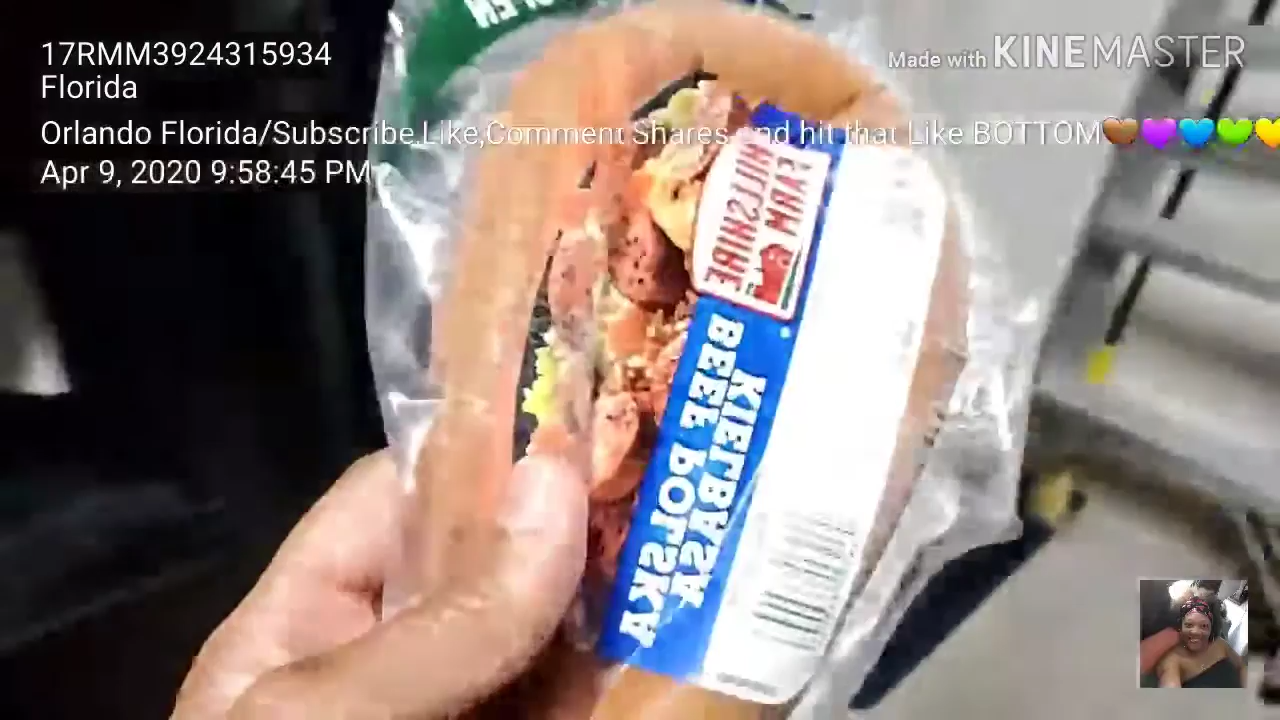 17RMM3924315934
Florida
Orlando Florida/Subscribe,Like,Comment Shares and hit that Like BOTTOM🤎💜💙💚💛
Apr 9, 2020 9:58:45 PM
Made with KINEMASTER
HILLSHIRE
FARM
BEEF POLSKA
KIELBASA